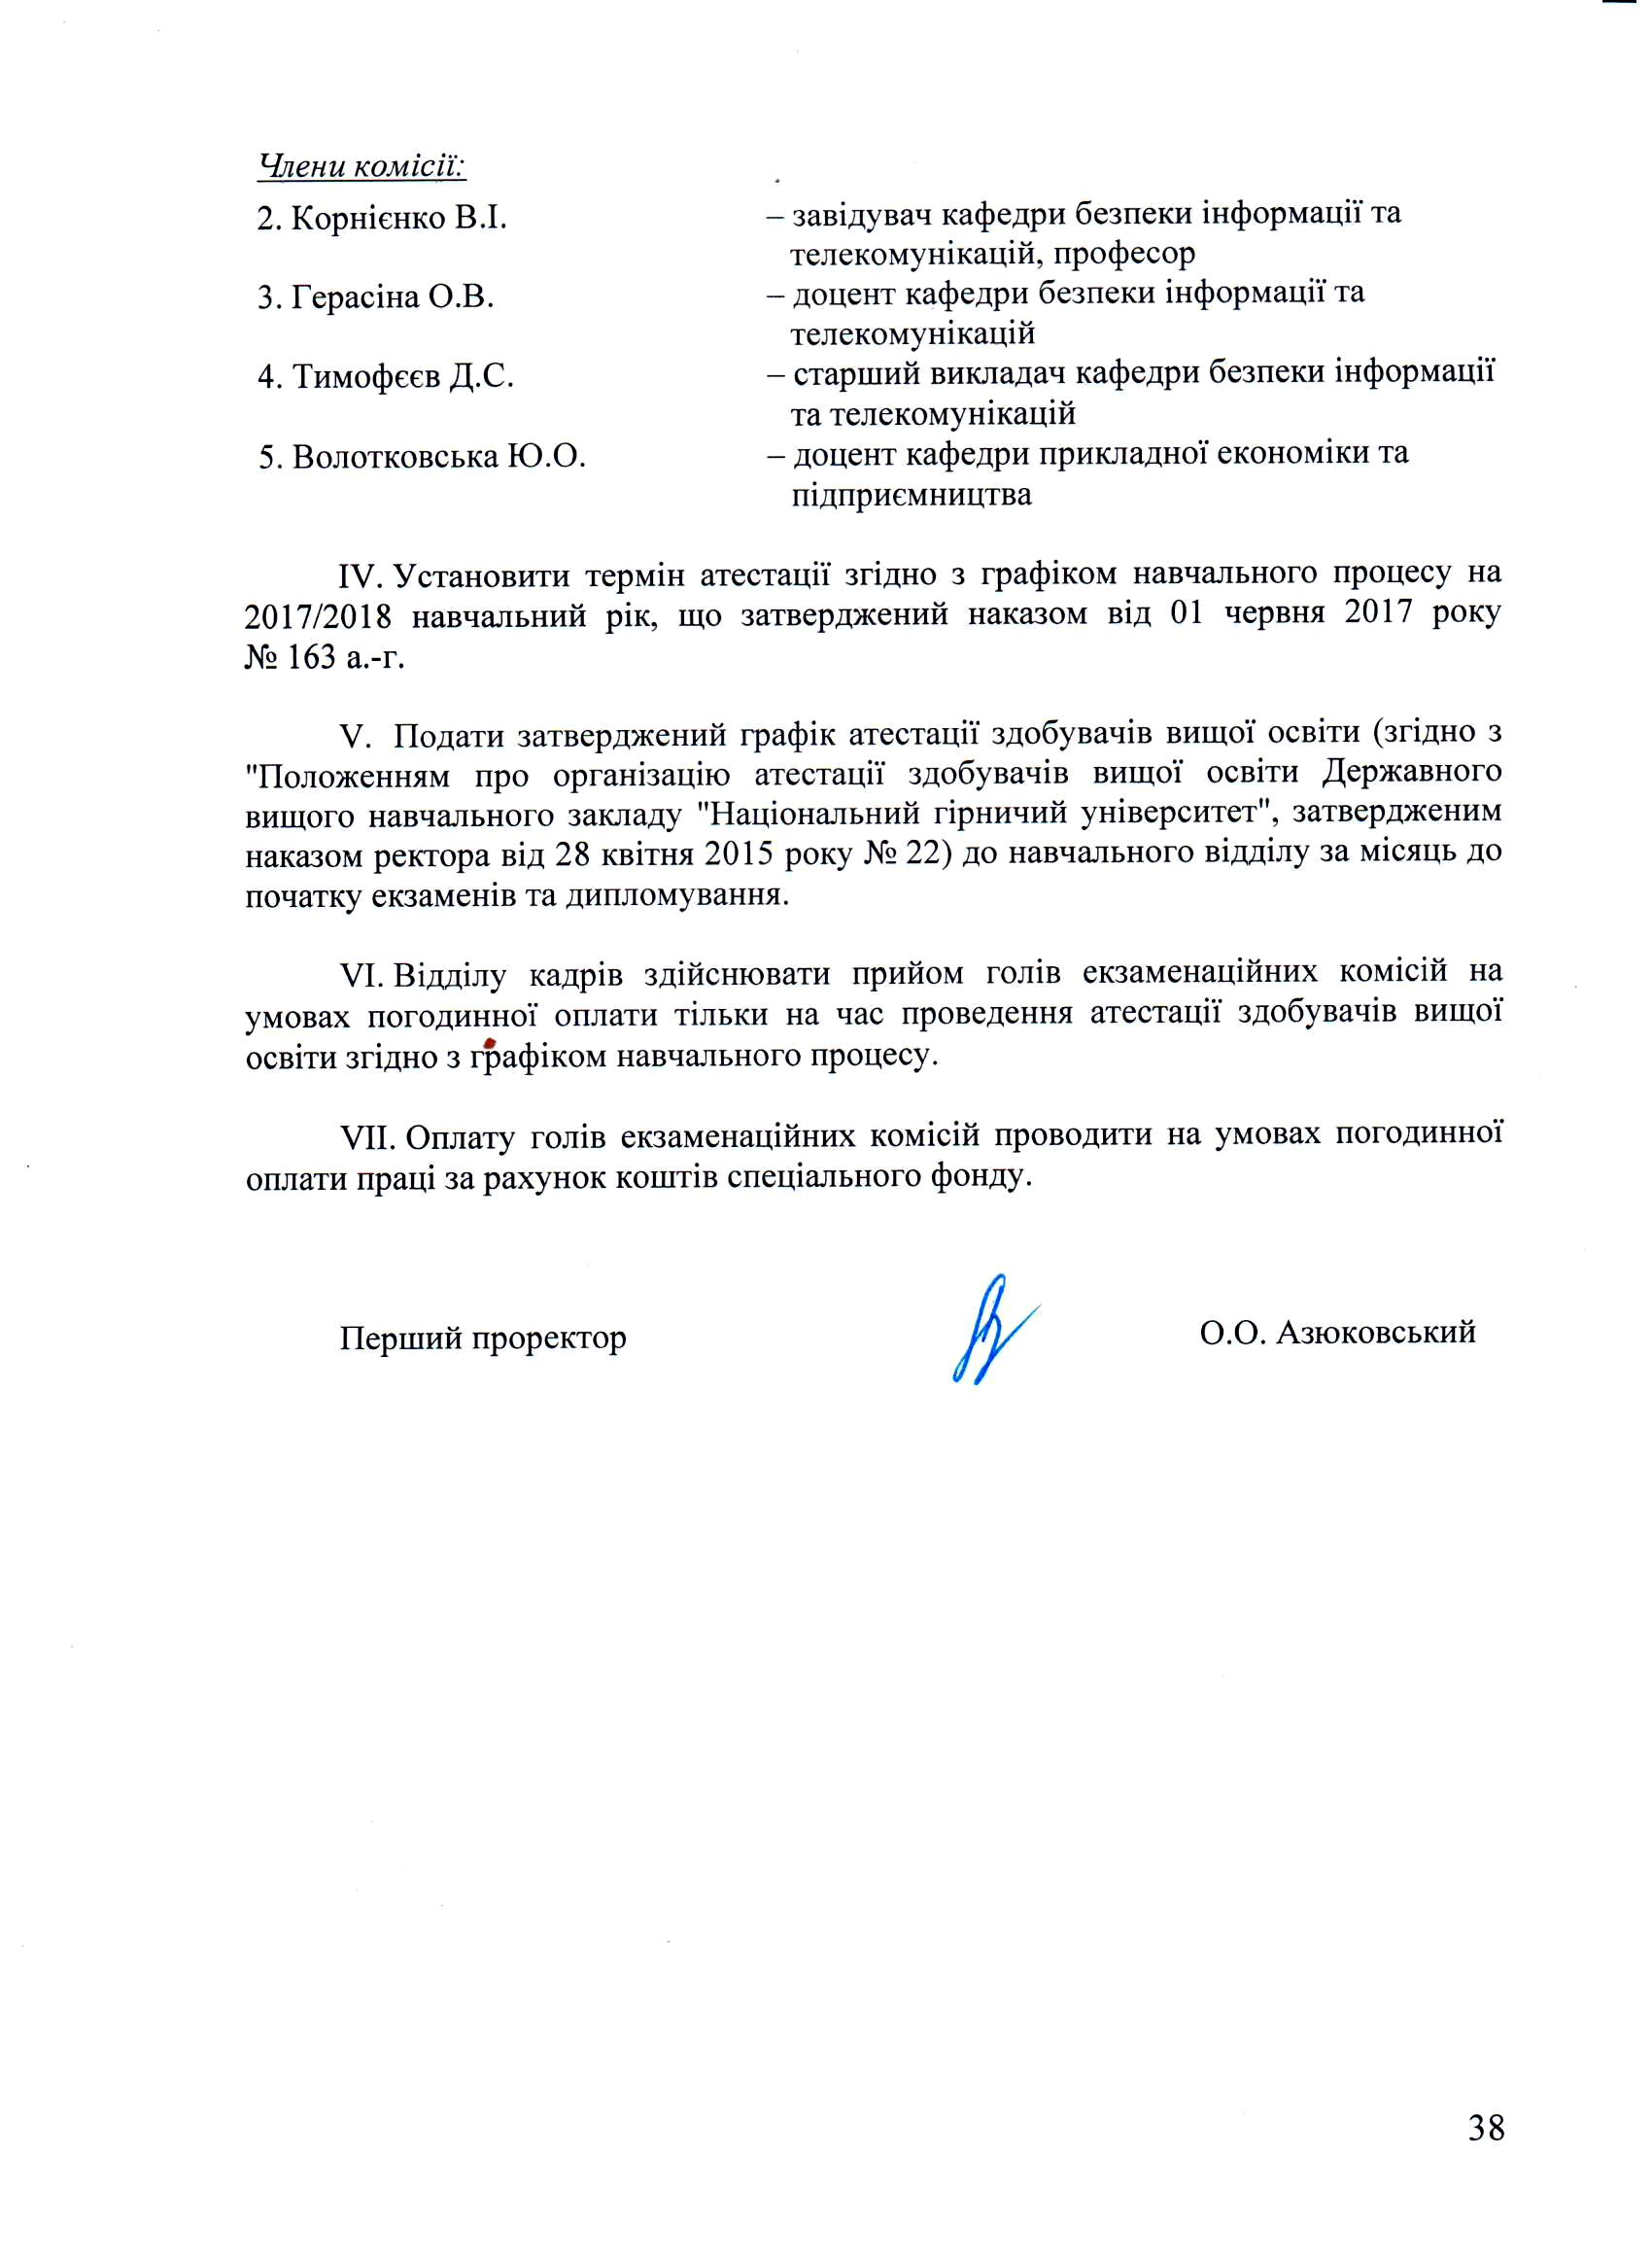 Члени комісії:
2. Корнієнко В.І. – завідувач кафедри безпеки інформації та
телекомунікацій, професор
3. Герасіна О.В. – доцент кафедри безпеки інформації та
телекомунікацій
4. Тимофєєв Д.С. – старший викладач кафедри безпеки інформації
та телекомунікацій
5. Волотковська Ю.О. – доцент кафедри прикладної економіки та
підприємництва
IV. Установити термін атестації згідно з графіком навчального процесу на
2017/2018 навчальний рік, що затверджений наказом від 01 червня 2017 року
№ 163 а.-г.
V. Подати затверджений графік атестації здобувачів вищої освіти (згідно з
"Положенням про організацію атестації здобувачів вищої освіти Державного
вищого навчального закладу "Національний гірничий університет", затвердженим
наказом ректора від 28 квітня 2015 року № 22) до навчального відділу за місяць до
початку екзаменів та дипломування.
VI. Відділу кадрів здійснювати прийом голів екзаменаційних комісій на
умовах погодинної оплати тільки на час проведення атестації здобувачів вищої
освіти згідно з графіком навчального процесу.
VII. Оплату голів екзаменаційних комісій проводити на умовах погодинної
оплати праці за рахунок коштів спеціального фонду.
Перший проректор О.О. Азюковський
38